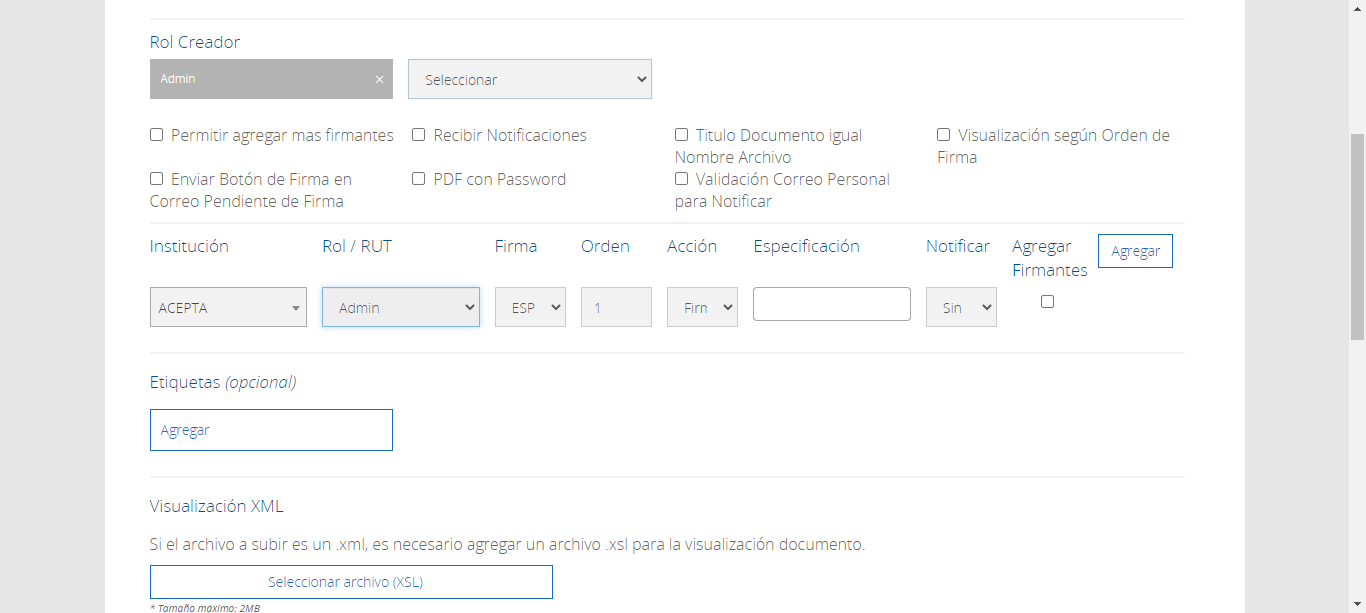 Rol Creador
Admin ×
Seleccionar
Permitir agregar mas firmantes
Recibir Notificaciones
Titulo Documento igual
Nombre Archivo
Visualización según Orden de
Firma
Enviar Botón de Firma en
Correo Pendiente de Firma
PDF con Password
Validación Correo Personal
para Notificar
Institución
Rol / RUT
Firma
Orden
Acción
Especificación
Notificar
Agregar
Firmantes
Agregar
ACEPTA
Admin
ESP
1
Firn
Sin
Etiquetas (opcional)
Agregar
Visualización XML
Si el archivo a subir es un .xml, es necesario agregar un archivo .xsl para la visualización documento.
Seleccionar archivo (XSL)
* Tamaño máximo: 2MB